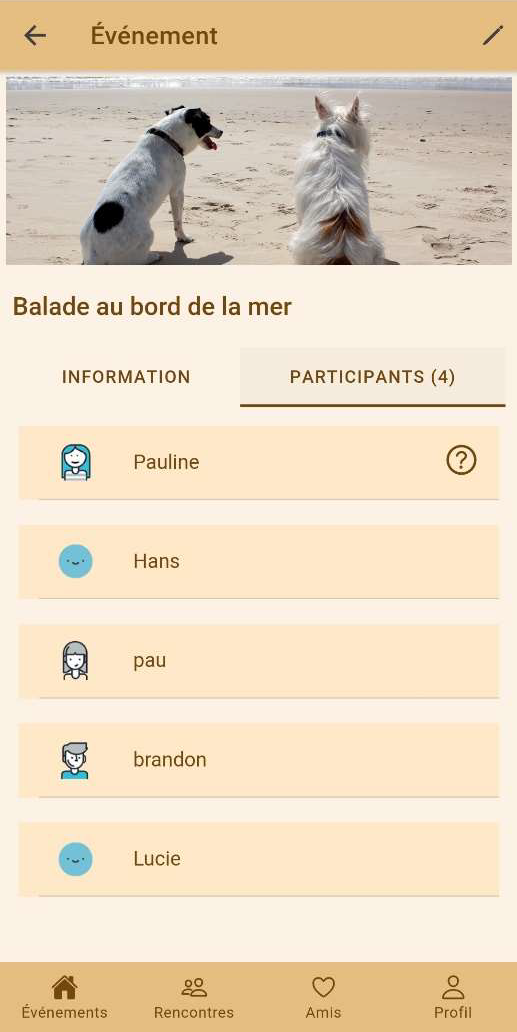 Événement
Balade au bord de la mer
INFORMATION
PARTICIPANTS (4)
Pauline
Hans
pau
brandon
Lucie
Événements
Rencontres
Amis
Profil